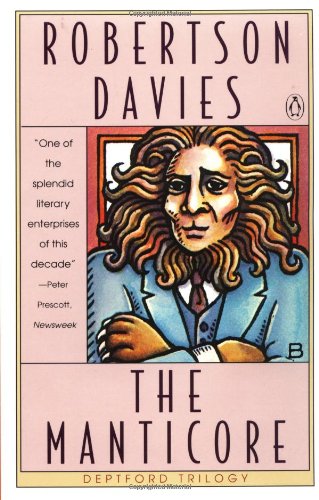 ROBERTSON
DAVIES
"One of
the
splendid
literary
enterprises
of this
decade"
—Peter
Prescott,
Newsweek
B
THE
MANTICORE
DEPTFORD TRILOGY